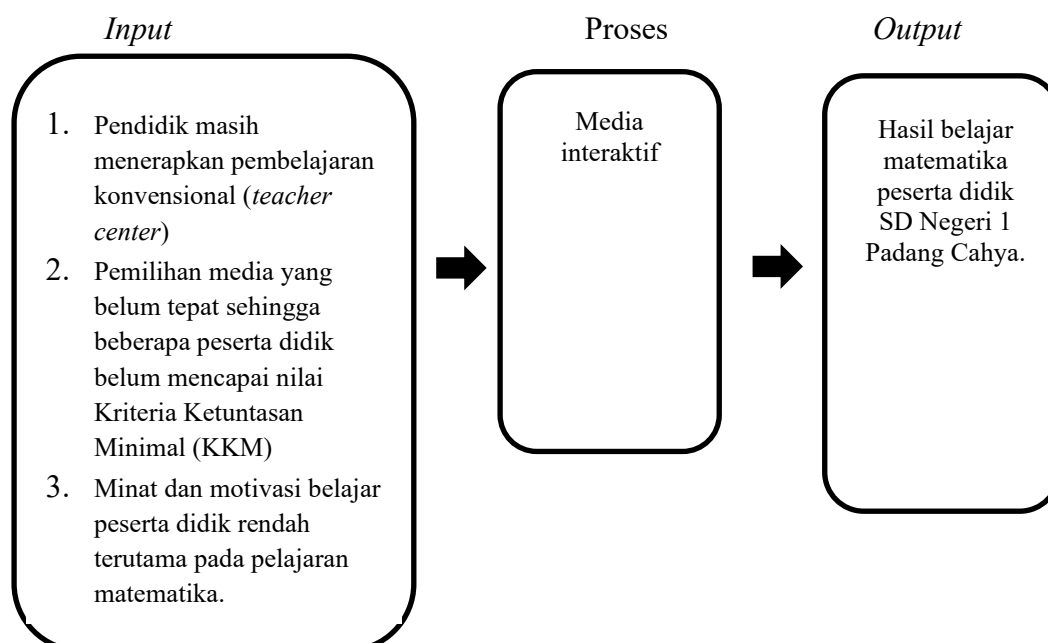 Input
Proses
Output
1. Pendidik masih
menerapkan pembelajaran
konvensional (teacher
center)
2. Pemilihan media yang
belum tepat sehingga
beberapa peserta didik
belum mencapai nilai
Kriteria Ketuntasan
Minimal (KKM)
3. Minat dan motivasi belajar
peserta didik rendah
terutama pada pelajaran
matematika.
Media
interaktif
Hasil belajar
matematika
peserta didik
SD Negeri 1
Padang Cahya.